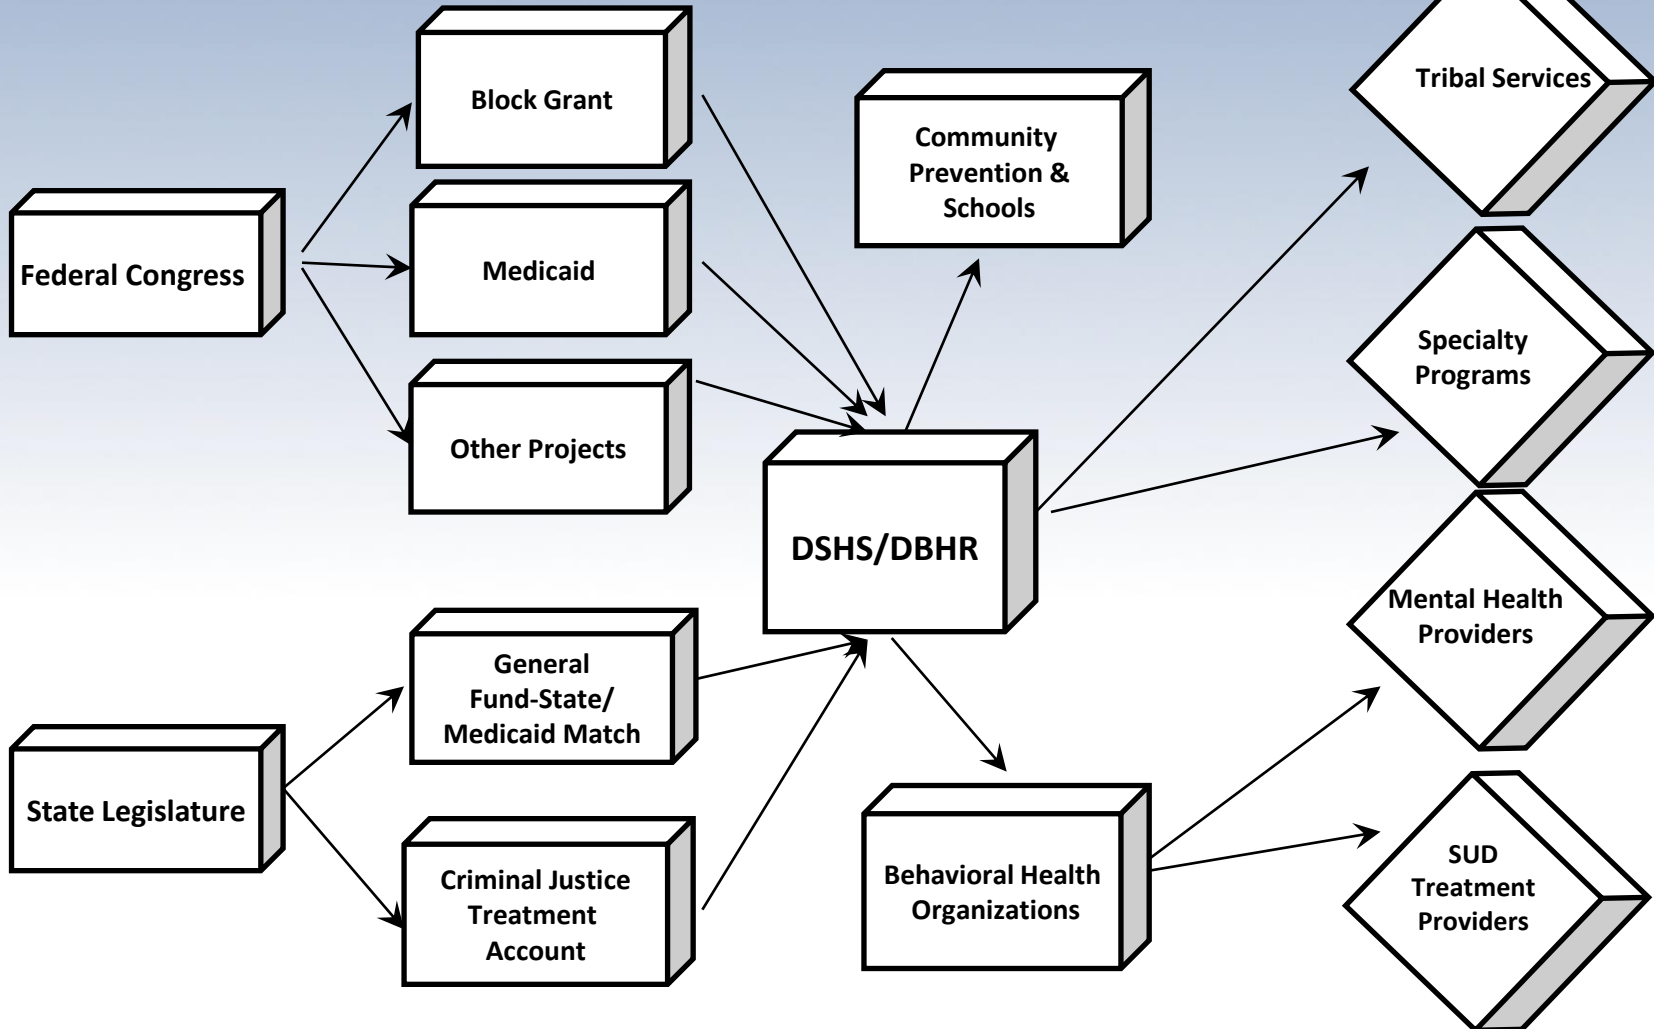 Block Grant
Tribal Services
Community
Prevention &
Schools
Federal Congress
Medicaid
Specialty
Programs
Other Projects
DSHS/DBHR
Mental Health
Providers
General
Fund-State/
Medicaid Match
State Legislature
Criminal Justice
Treatment
Account
Behavioral Health
Organizations
SUD
Treatment
Providers